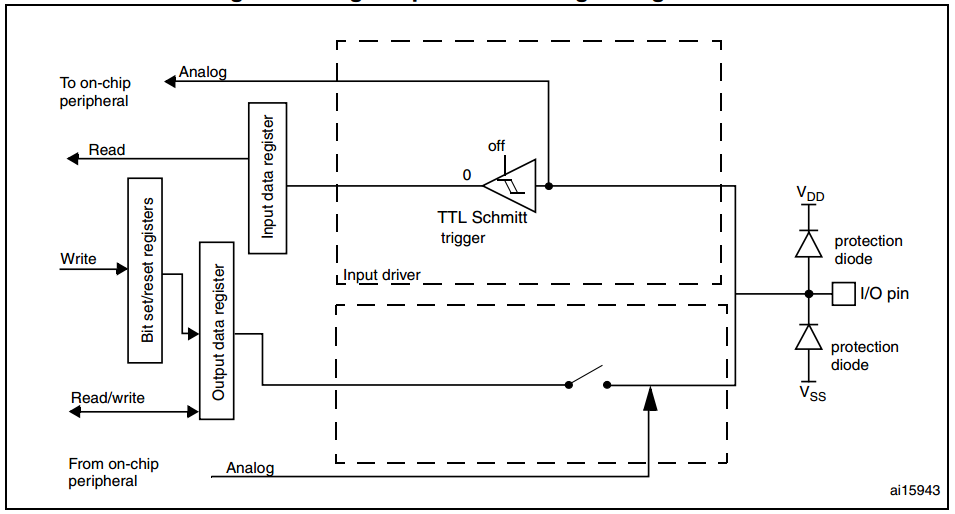 To on-chip
peripheral
Analog
Read
Input data register
off
0
TTL Schmitt
trigger
Input driver
Write
Bit set/reset registers
Output data register
Read/write
From on-chip
peripheral
Analog
VDD
protection
diode
I/O pin
protection
diode
VSS
ai15943